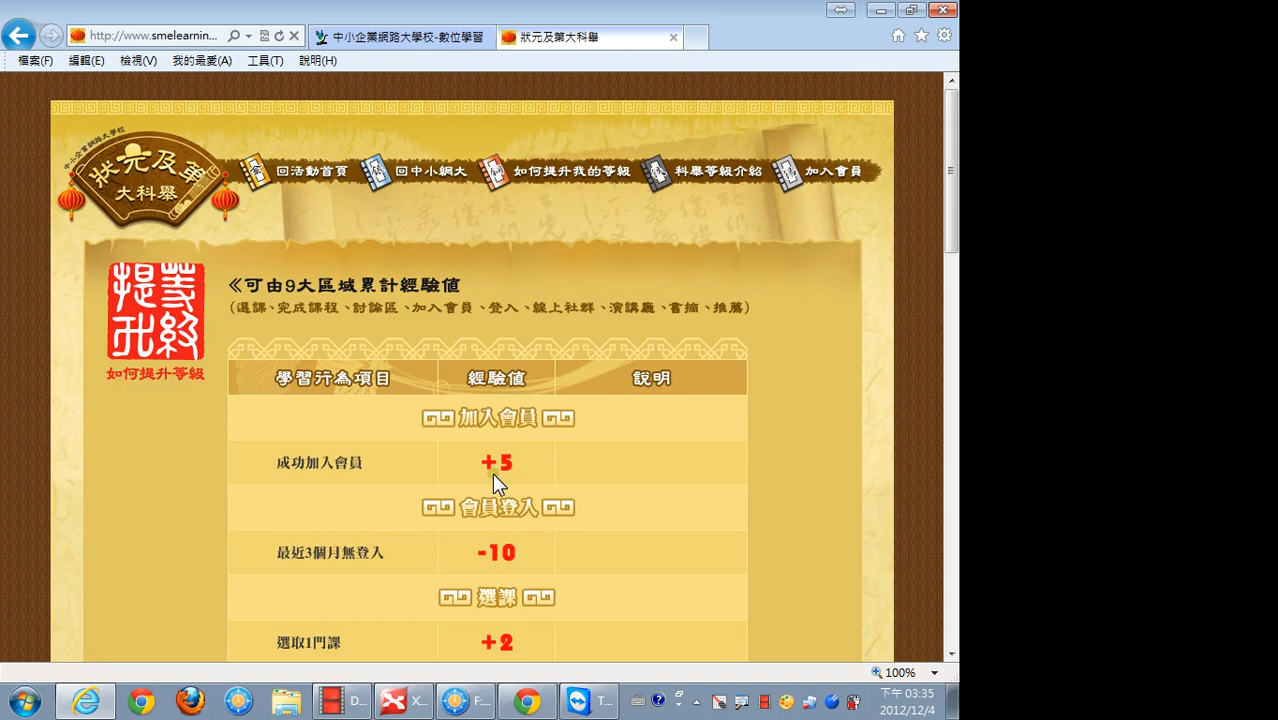 http://www.smelearnin...
中小企業網路大學校-數位學習
狀元及第大科舉
檔案(F)
編輯(E)
檢視(V)
我的最愛(A)
工具(T)
說明(H)
中小企業網路大學校
狀元及第
大科舉
回活動首頁
回中小網大
如何提升我的等級
科舉等級介紹
加入會員
提升等級
如何提升等級
≪可由9大區域累計經驗值
(選課、完成課程、討論區、加入會員、登入、線上社群、演講廳、書摘、推薦)
學習行為項目 經驗值 說明
加入會員
成功加入會員 +5
會員登入
最近3個月無登入 -10
選課
選取1門課 +2
100%
D...
X...
F:...
T...
下午 03:35
2012/12/4